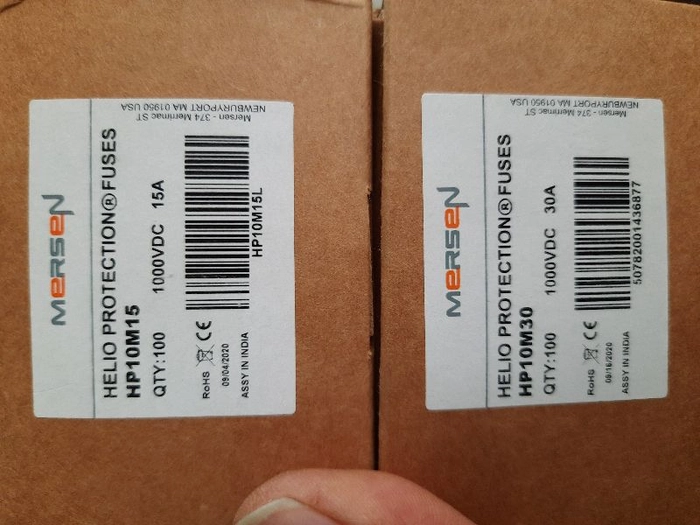 MERSEN
HELIO PROTECTION®FUSES
HP10M15
QTY:100 1000VDC 15A
HP10M15L
RoHS CE
09/04/2020
ASSY IN INDIA
Mersen - 374 Merrimac ST
NEWBURYPORT MA 01950 USA
MERSEN
HELIO PROTECTION®FUSES
HP10M30
QTY:100 1000VDC 30A
50782001436877
RoHS CE
09/16/2020
ASSY IN INDIA
Mersen - 374 Merrimac ST
NEWBURYPORT MA 01950 USA